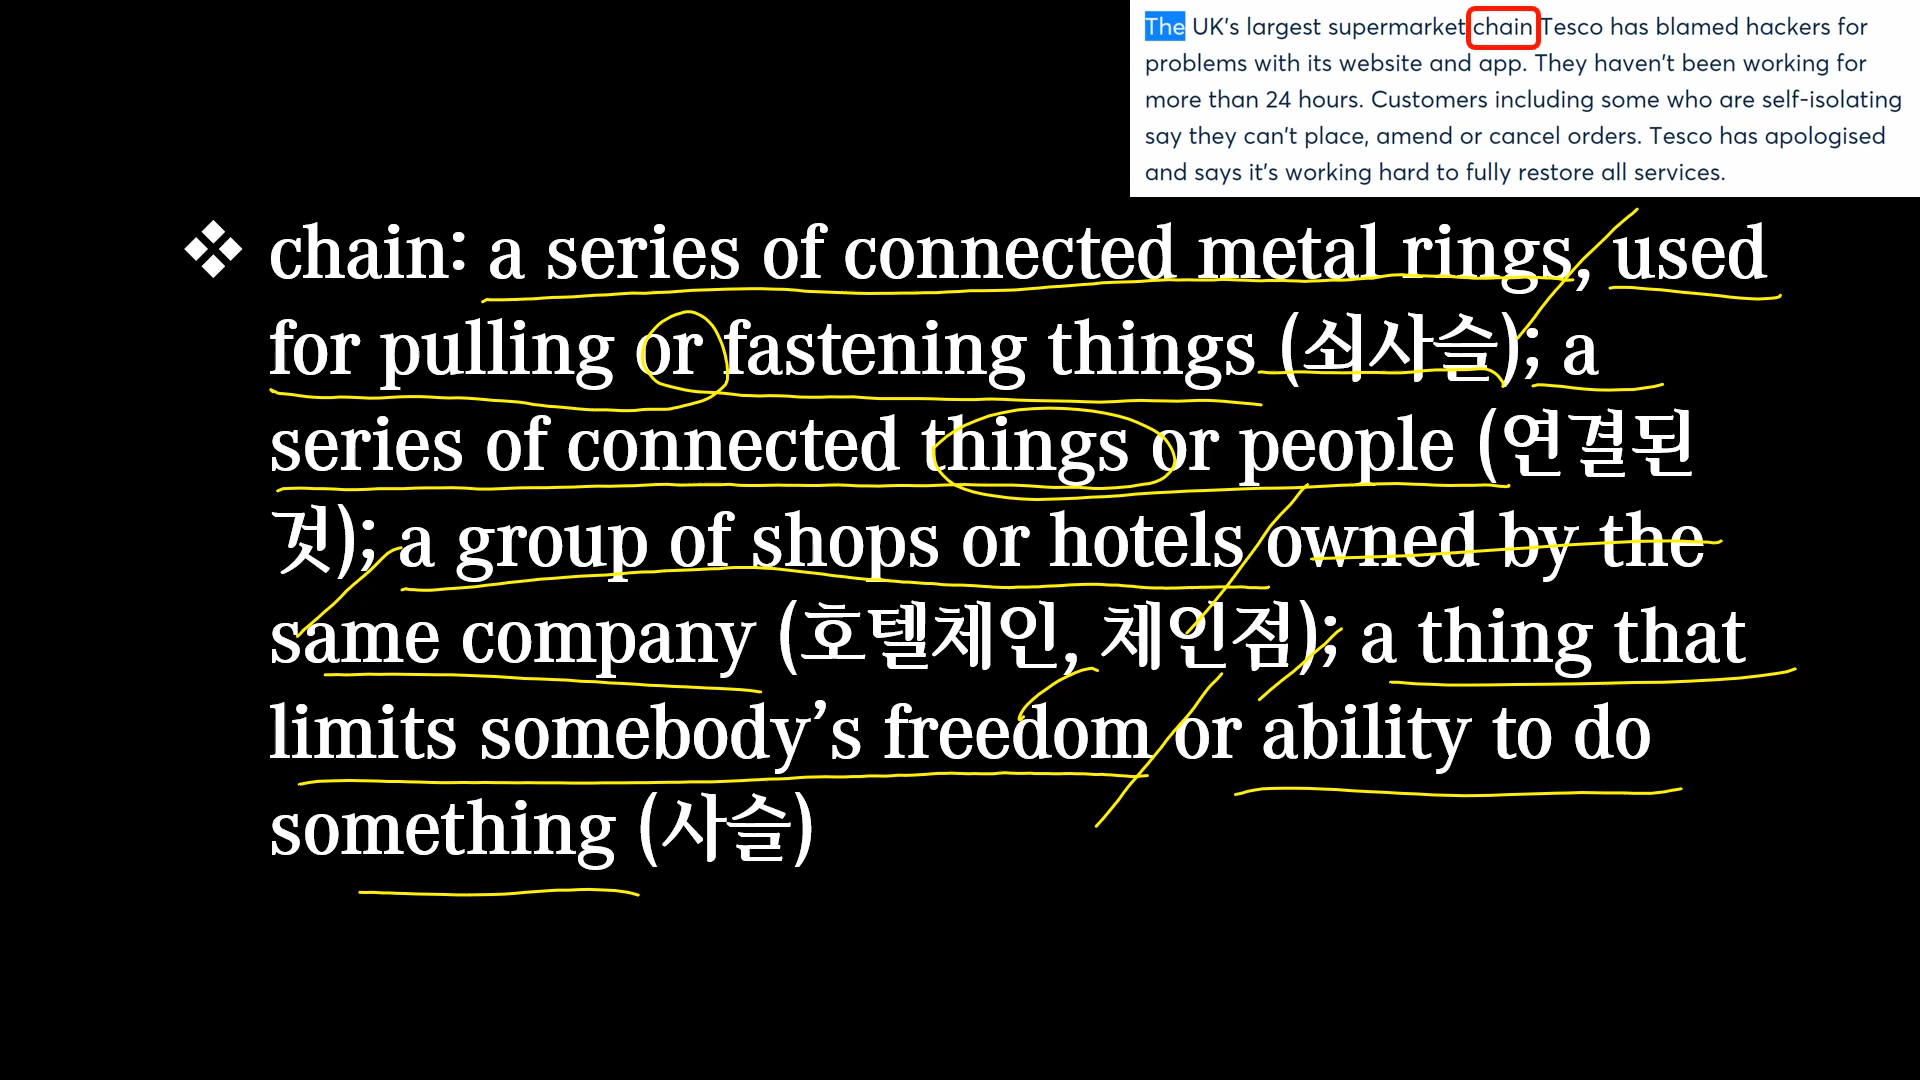 The UK's largest supermarket chain Tesco has blamed hackers for
problems with its website and app. They haven't been working for
more than 24 hours. Customers including some who are self-isolating
say they can't place, amend or cancel orders. Tesco has apologised
and says it's working hard to fully restore all services.
❖ chain: a series of connected metal rings, used
for pulling or fastening things (쇠사슬); a
series of connected things or people (연결된
것); a group of shops or hotels owned by the
same company (호텔체인, 체인점); a thing that
limits somebody’s freedom or ability to do
something (사슬)